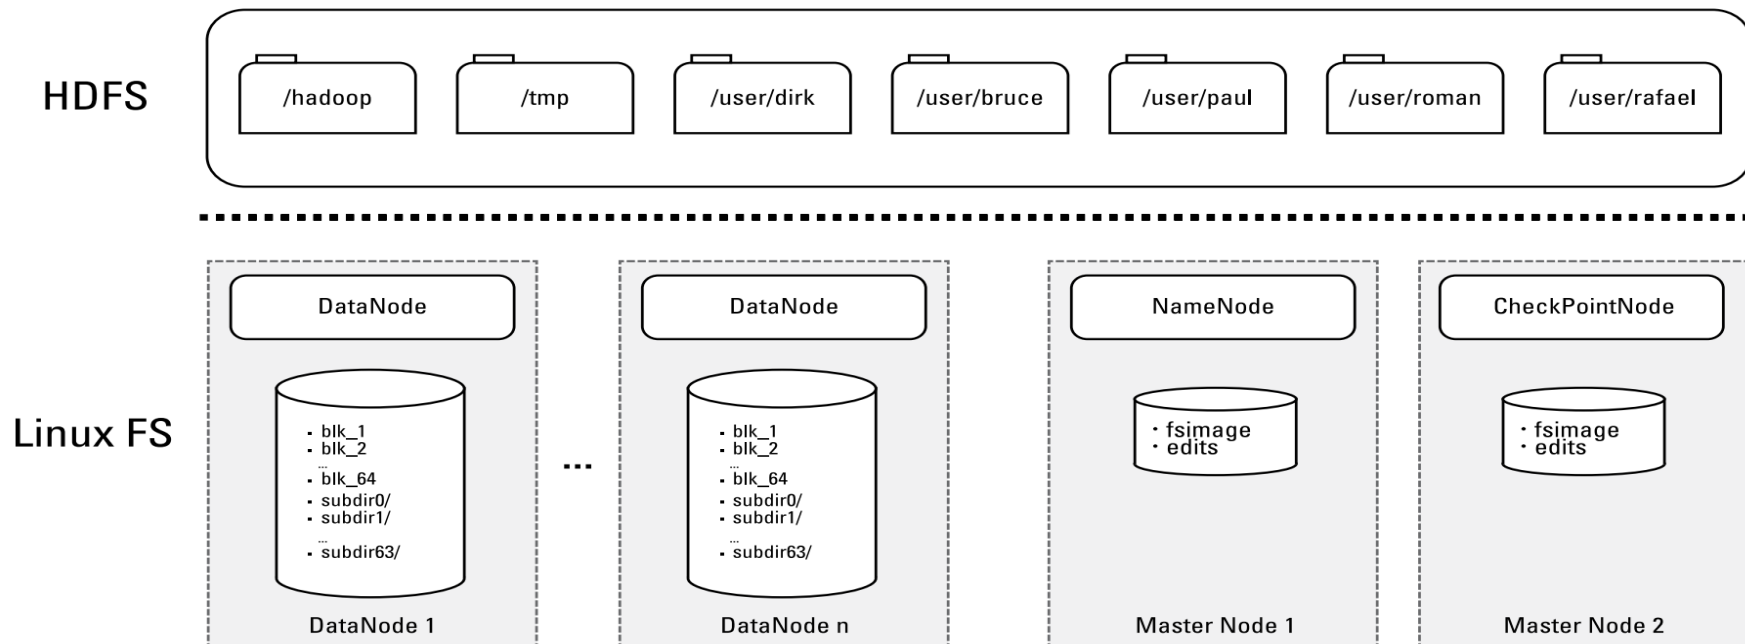 HDFS
/hadoop
/tmp
/user/dirk
/user/bruce
/user/paul
/user/roman
/user/rafael
Linux FS
DataNode
· blk_1
· blk_2
...
· blk_64
· subdir0/
· subdir1/
...
· subdir63/
DataNode 1
...
DataNode
· blk_1
· blk_2
...
· blk_64
· subdir0/
· subdir1/
...
· subdir63/
DataNode n
NameNode
· fsimage
· edits
Master Node 1
CheckPointNode
· fsimage
· edits
Master Node 2